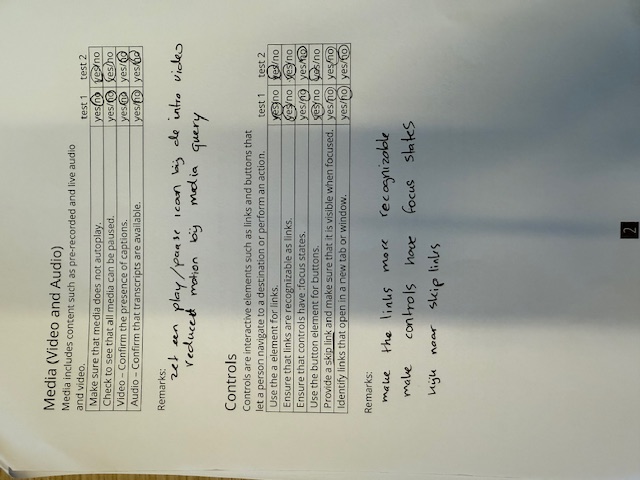 Media (Video and Audio)
Media includes content such as pre-recorded and live audio
and video.
test 1 test 2
Make sure that media does not autoplay. yes/no yes/no
Check to see that all media can be paused. yes/no yes/no
Video – Confirm the presence of captions. yes/no yes/no
Audio – Confirm that transcripts are available. yes/no yes/no
Remarks:
zet een play/pause icoon bij de intro video
reduced motion bij media query
Controls
Controls are interactive elements such as links and buttons that
let a person navigate to a destination or perform an action.
test 1 test 2
Use the a element for links. yes/no yes/no
Ensure that links are recognizable as links. yes/no yes/no
Ensure that controls have :focus states. yes/no yes/no
Use the button element for buttons. yes/no yes/no
Provide a skip link and make sure that it is visible when focused. yes/no yes/no
Identify links that open in a new tab or window. yes/no yes/no
Remarks:
make the links more recognizable
make controls have focus states
kijk naar skip links
2